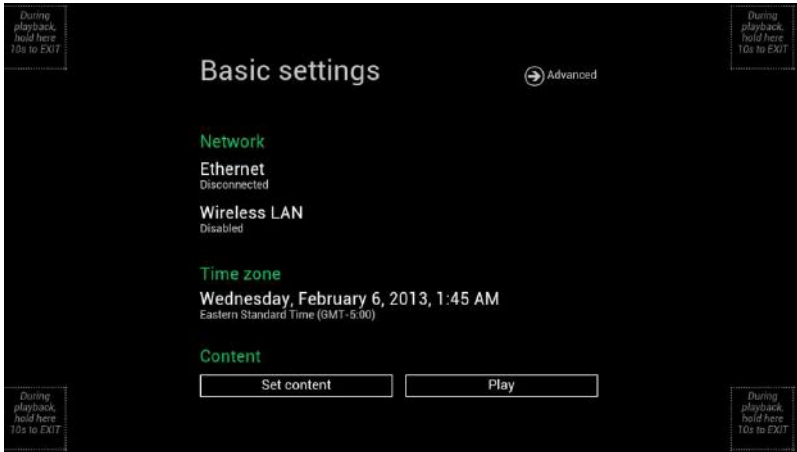 During
playback,
hold here
10s to EXIT
During
playback,
hold here
10s to EXIT
Basic settings
Advanced
Network
Ethernet
Disconnected
Wireless LAN
Disabled
Time zone
Wednesday, February 6, 2013, 1:45 AM
Eastern Standard Time (GMT-5:00)
Content
Set content
Play
During
playback,
hold here
10s to EXIT
During
playback,
hold here
10s to EXIT